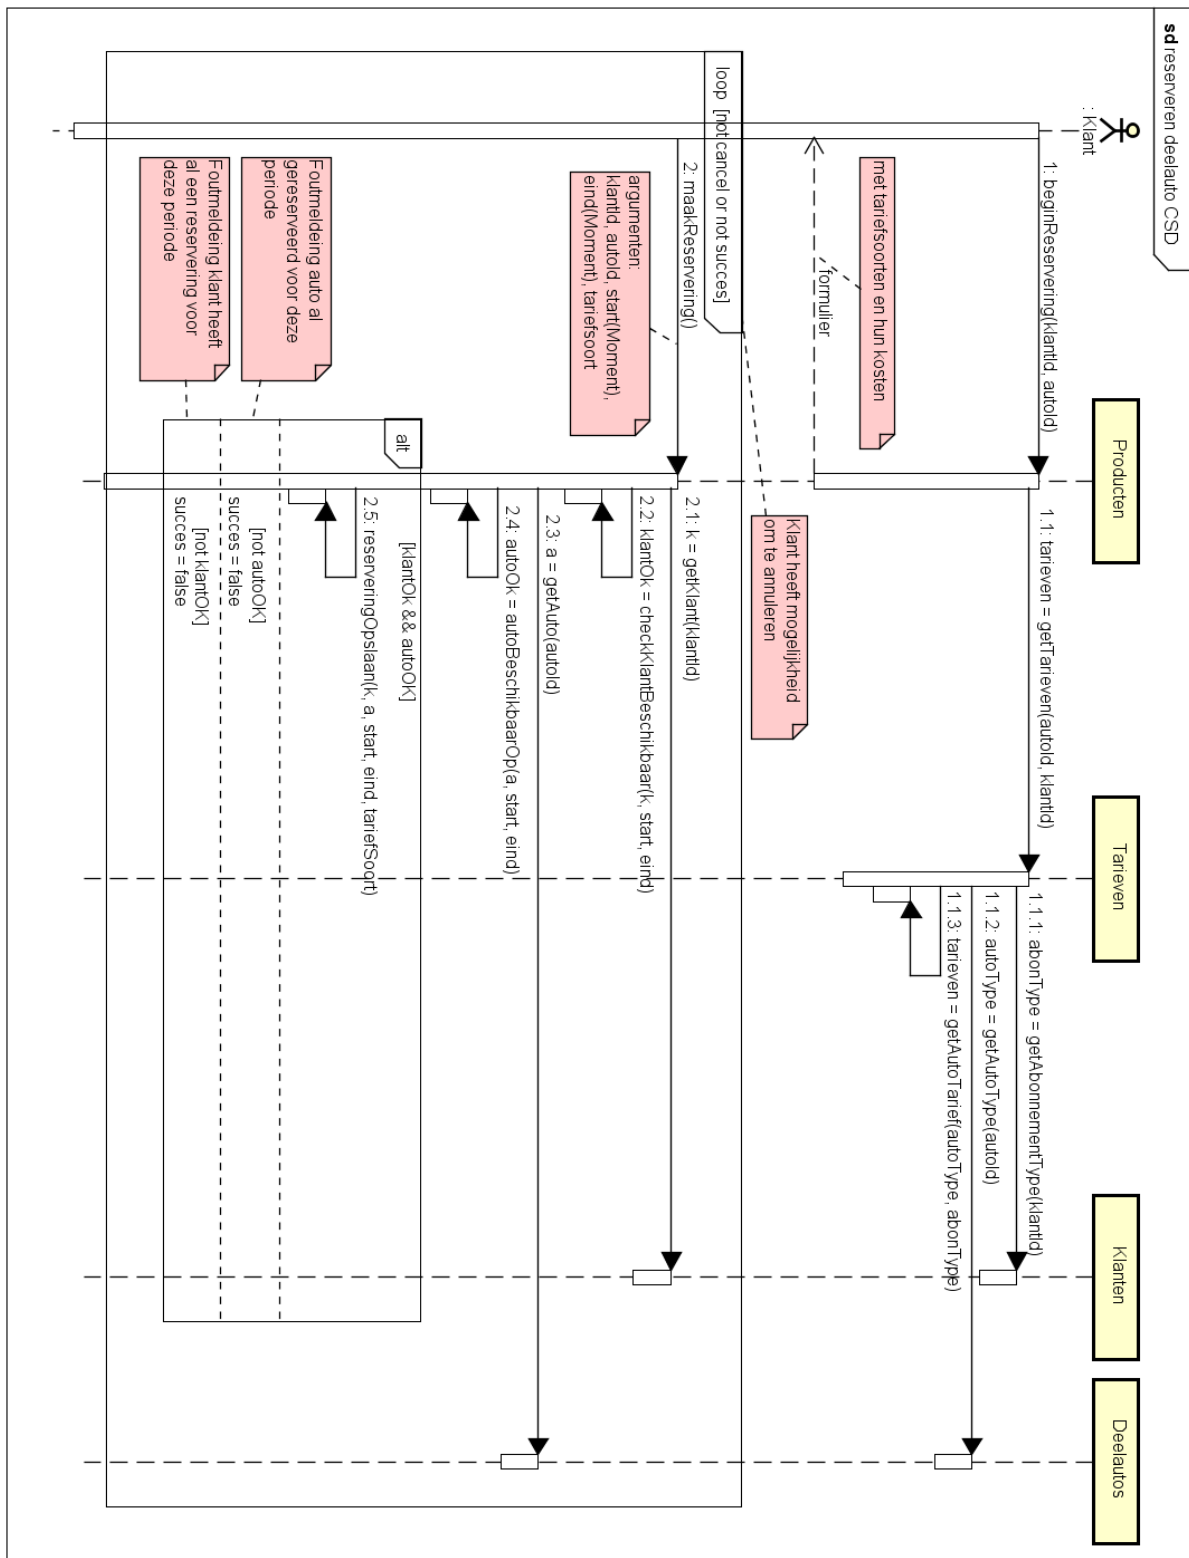 sd reserveren deelauto CSD
: Klant
Producten
Tarieven
Klanten
Deelautos
1: beginReservering(klantId, autoId)
1.1: tarieven = getTarieven(autoId, klantId)
1.1.1: abonType = getAbonnementType(klantId)
1.1.2: autoType = getAutoType(autoId)
1.1.3: tarieven = getAutoTarief(autoType, abonType)
met tariefsoorten en hun kosten
formulier
Klant heeft mogelijkheid
om te annuleren
loop [not cancel or not succes]
2: maakReservering()
argumenten:
klantId, autoId, start(Moment),
eind(Moment), tariefsoort
2.1: k = getKlant(klantId)
2.2: klantOk = checkKlantBeschikbaar(k, start, eind)
2.3: a = getAuto(autoId)
2.4: autoOk = autoBeschikbaarOp(a, start, eind)
alt
[klantOk && autoOK]
2.5: reserveringOpslaan(k, a, start, eind, tariefSoort)
Foutmeldeing auto al
gereserveerd voor deze
periode
[not autoOK]
succes = false
Foutmeldeing klant heeft
al een reservering voor
deze periode
[not klantOK]
succes = false